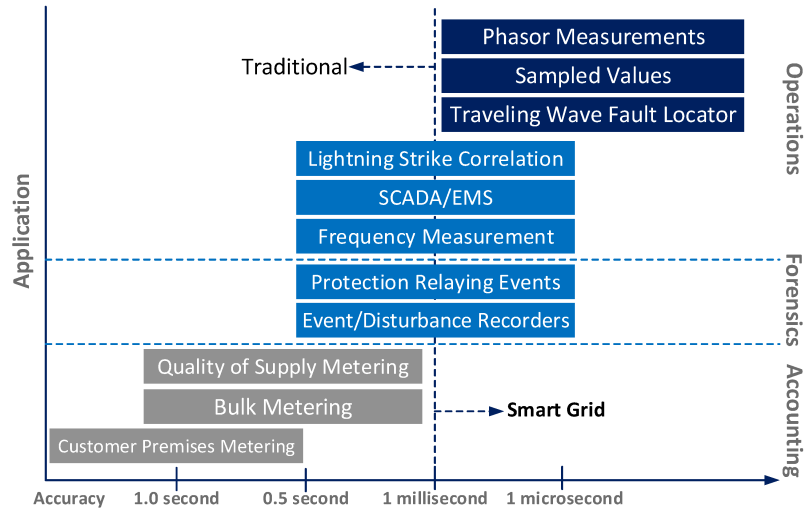 Phasor Measurements
Traditional
Sampled Values
Traveling Wave Fault Locator
Operations
Lightning Strike Correlation
SCADA/EMS
Frequency Measurement
Application
Protection Relaying Events
Event/Disturbance Recorders
Forensics
Quality of Supply Metering
Bulk Metering
Smart Grid
Customer Premises Metering
Accounting
Accuracy
1.0 second
0.5 second
1 millisecond
1 microsecond